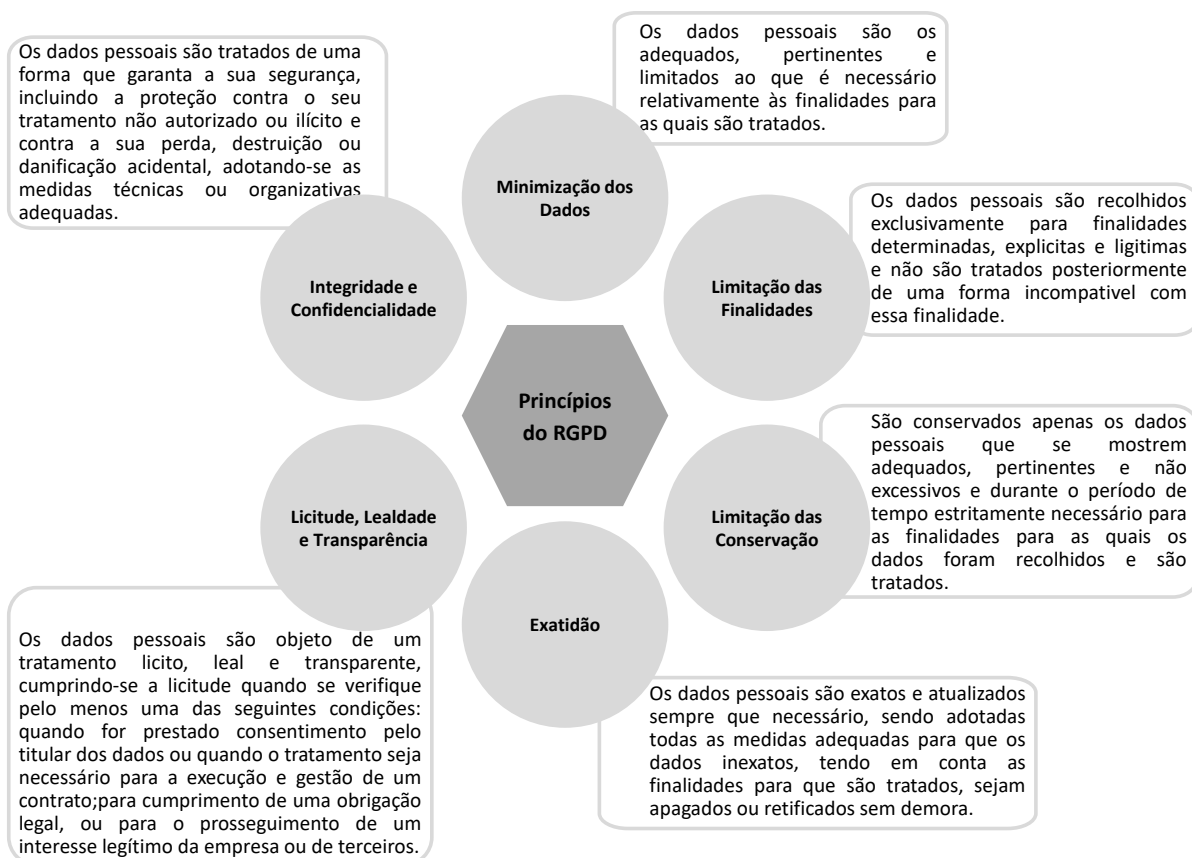 Os dados pessoais são tratados de uma
forma que garanta a sua segurança,
incluindo a proteção contra o seu
tratamento não autorizado ou ilícito e
contra a sua perda, destruição ou
danificação acidental, adotando-se as
medidas técnicas ou organizativas
adequadas.
Os dados pessoais são os
adequados, pertinentes e
limitados ao que é necessário
relativamente às finalidades para
as quais são tratados.
Minimização dos
Dados
Os dados pessoais são recolhidos
exclusivamente para finalidades
determinadas, explicitas e ligitimas
e não são tratados posteriormente
de uma forma incompativel com
essa finalidade.
Integridade e
Confidencialidade
Limitação das
Finalidades
Princípios
do RGPD
São conservados apenas os dados
pessoais que se mostrem
adequados, pertinentes e não
excessivos e durante o período de
tempo estritamente necessário para
as finalidades para as quais os
dados foram recolhidos e são
tratados.
Licitude, Lealdade
e Transparência
Limitação das
Conservação
Exatidão
Os dados pessoais são objeto de um
tratamento licito, leal e transparente,
cumprindo-se a licitude quando se verifique
pelo menos uma das seguintes condições:
quando for prestado consentimento pelo
titular dos dados ou quando o tratamento seja
necessário para a execução e gestão de um
contrato;para cumprimento de uma obrigação
legal, ou para o prosseguimento de um
interesse legítimo da empresa ou de terceiros.
Os dados pessoais são exatos e atualizados
sempre que necessário, sendo adotadas
todas as medidas adequadas para que os
dados inexatos, tendo em conta as
finalidades para que são tratados, sejam
apagados ou retificados sem demora.